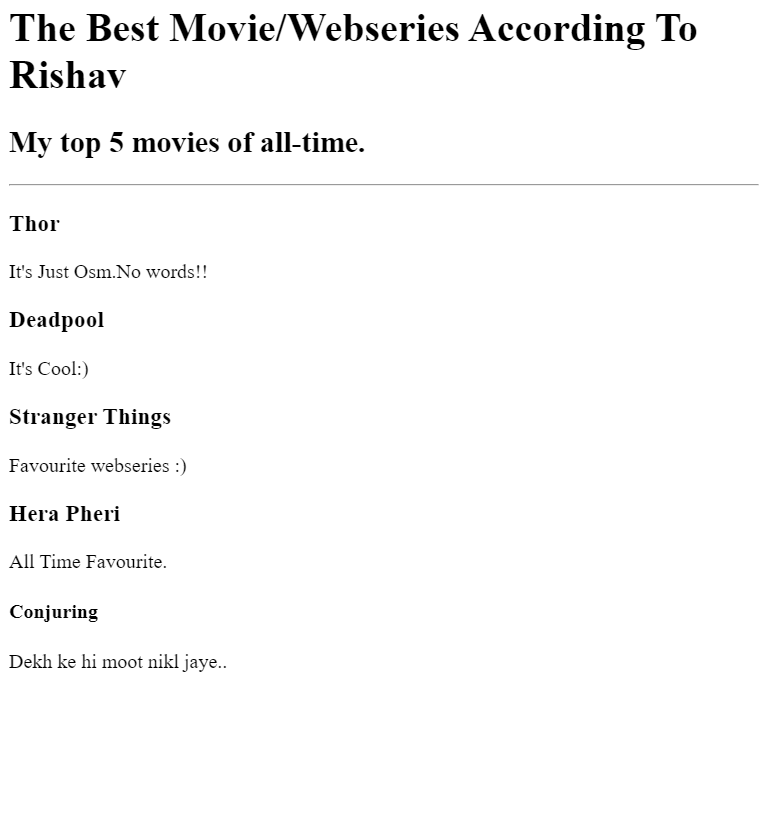 The Best Movie/Webseries According To
Rishav
My top 5 movies of all-time.
Thor
It's Just Osm.No words!!
Deadpool
It's Cool:)
Stranger Things
Favourite webseries :)
Hera Pheri
All Time Favourite.
Conjuring
Dekh ke hi moot nikl jaye..